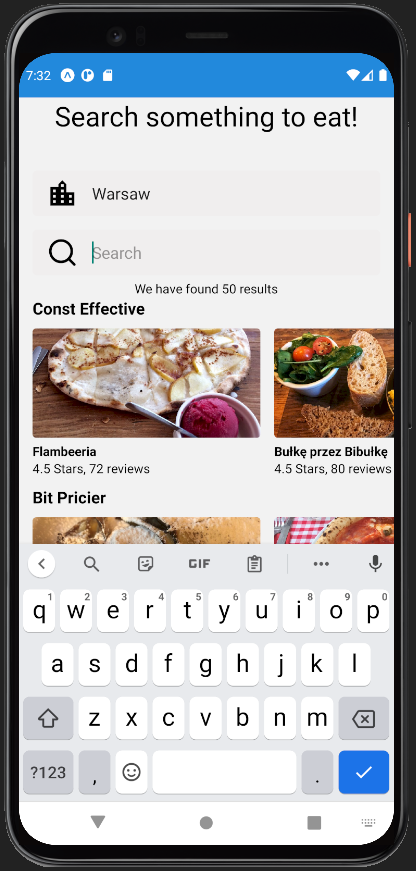 7:32
Search something to eat!
Warsaw
Search
We have found 50 results
Const Effective
Flambeeria
4.5 Stars, 72 reviews
Bułkę przez Bibułkę
4.5 Stars, 80 reviews
Bit Pricier
GIF
q1 w2 e3 r4 t5 y6 u7 i8 o9 p0
a s d f g h j k l
z x c v b n m
?123 , .